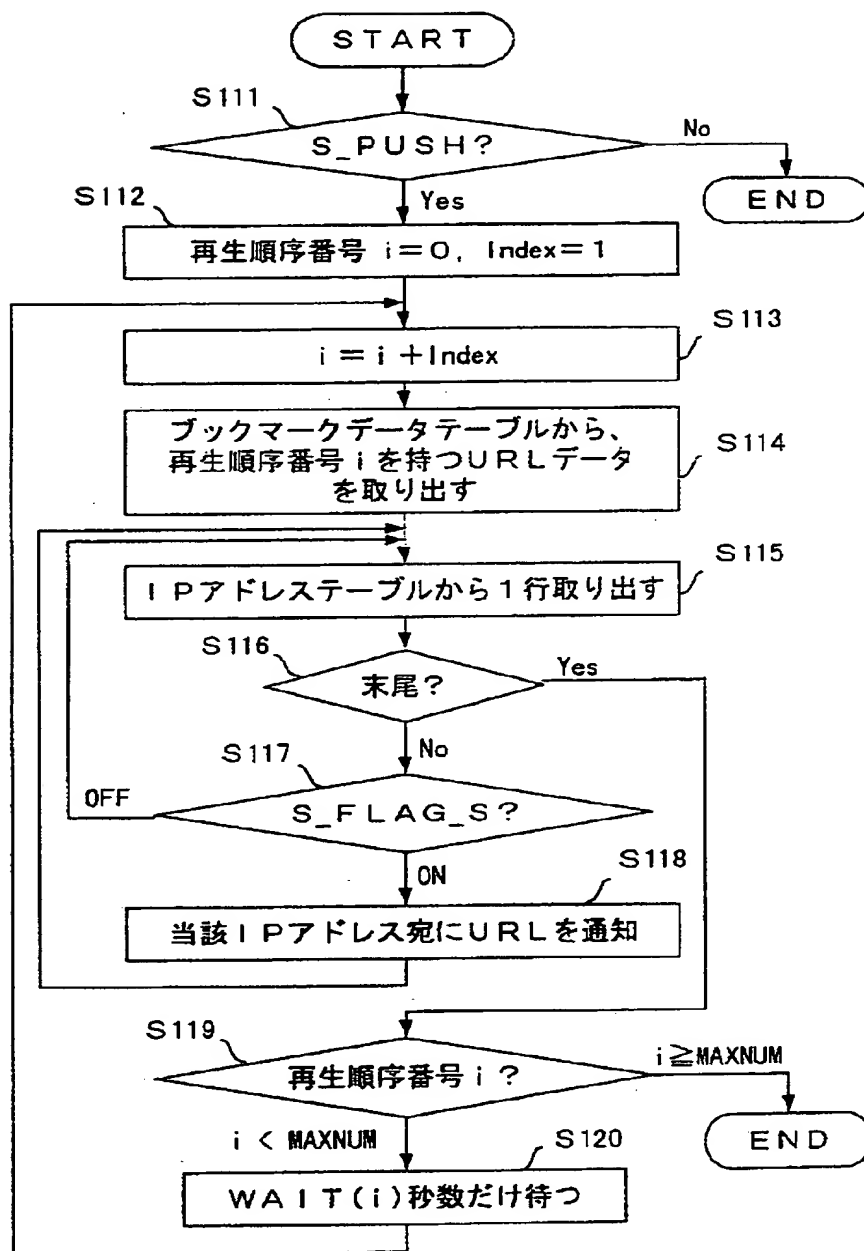 START
S111
S_PUSH?
No
END
Yes
S112
再生順序番号 i=0, Index=1
S113
i = i +Index
ブックマークデータテーブルから、
再生順序番号 i を持つURLデータ
を取り出す
S114
S115
IPアドレステーブルから1行取り出す
S116
末尾?
Yes
No
S117
OFF
S_FLAG_S?
ON
S118
当該IPアドレス宛にURLを通知
S119
再生順序番号 i ?
i≧MAXNUM
END
i < MAXNUM
S120
WAIT(i)秒数だけ待つ